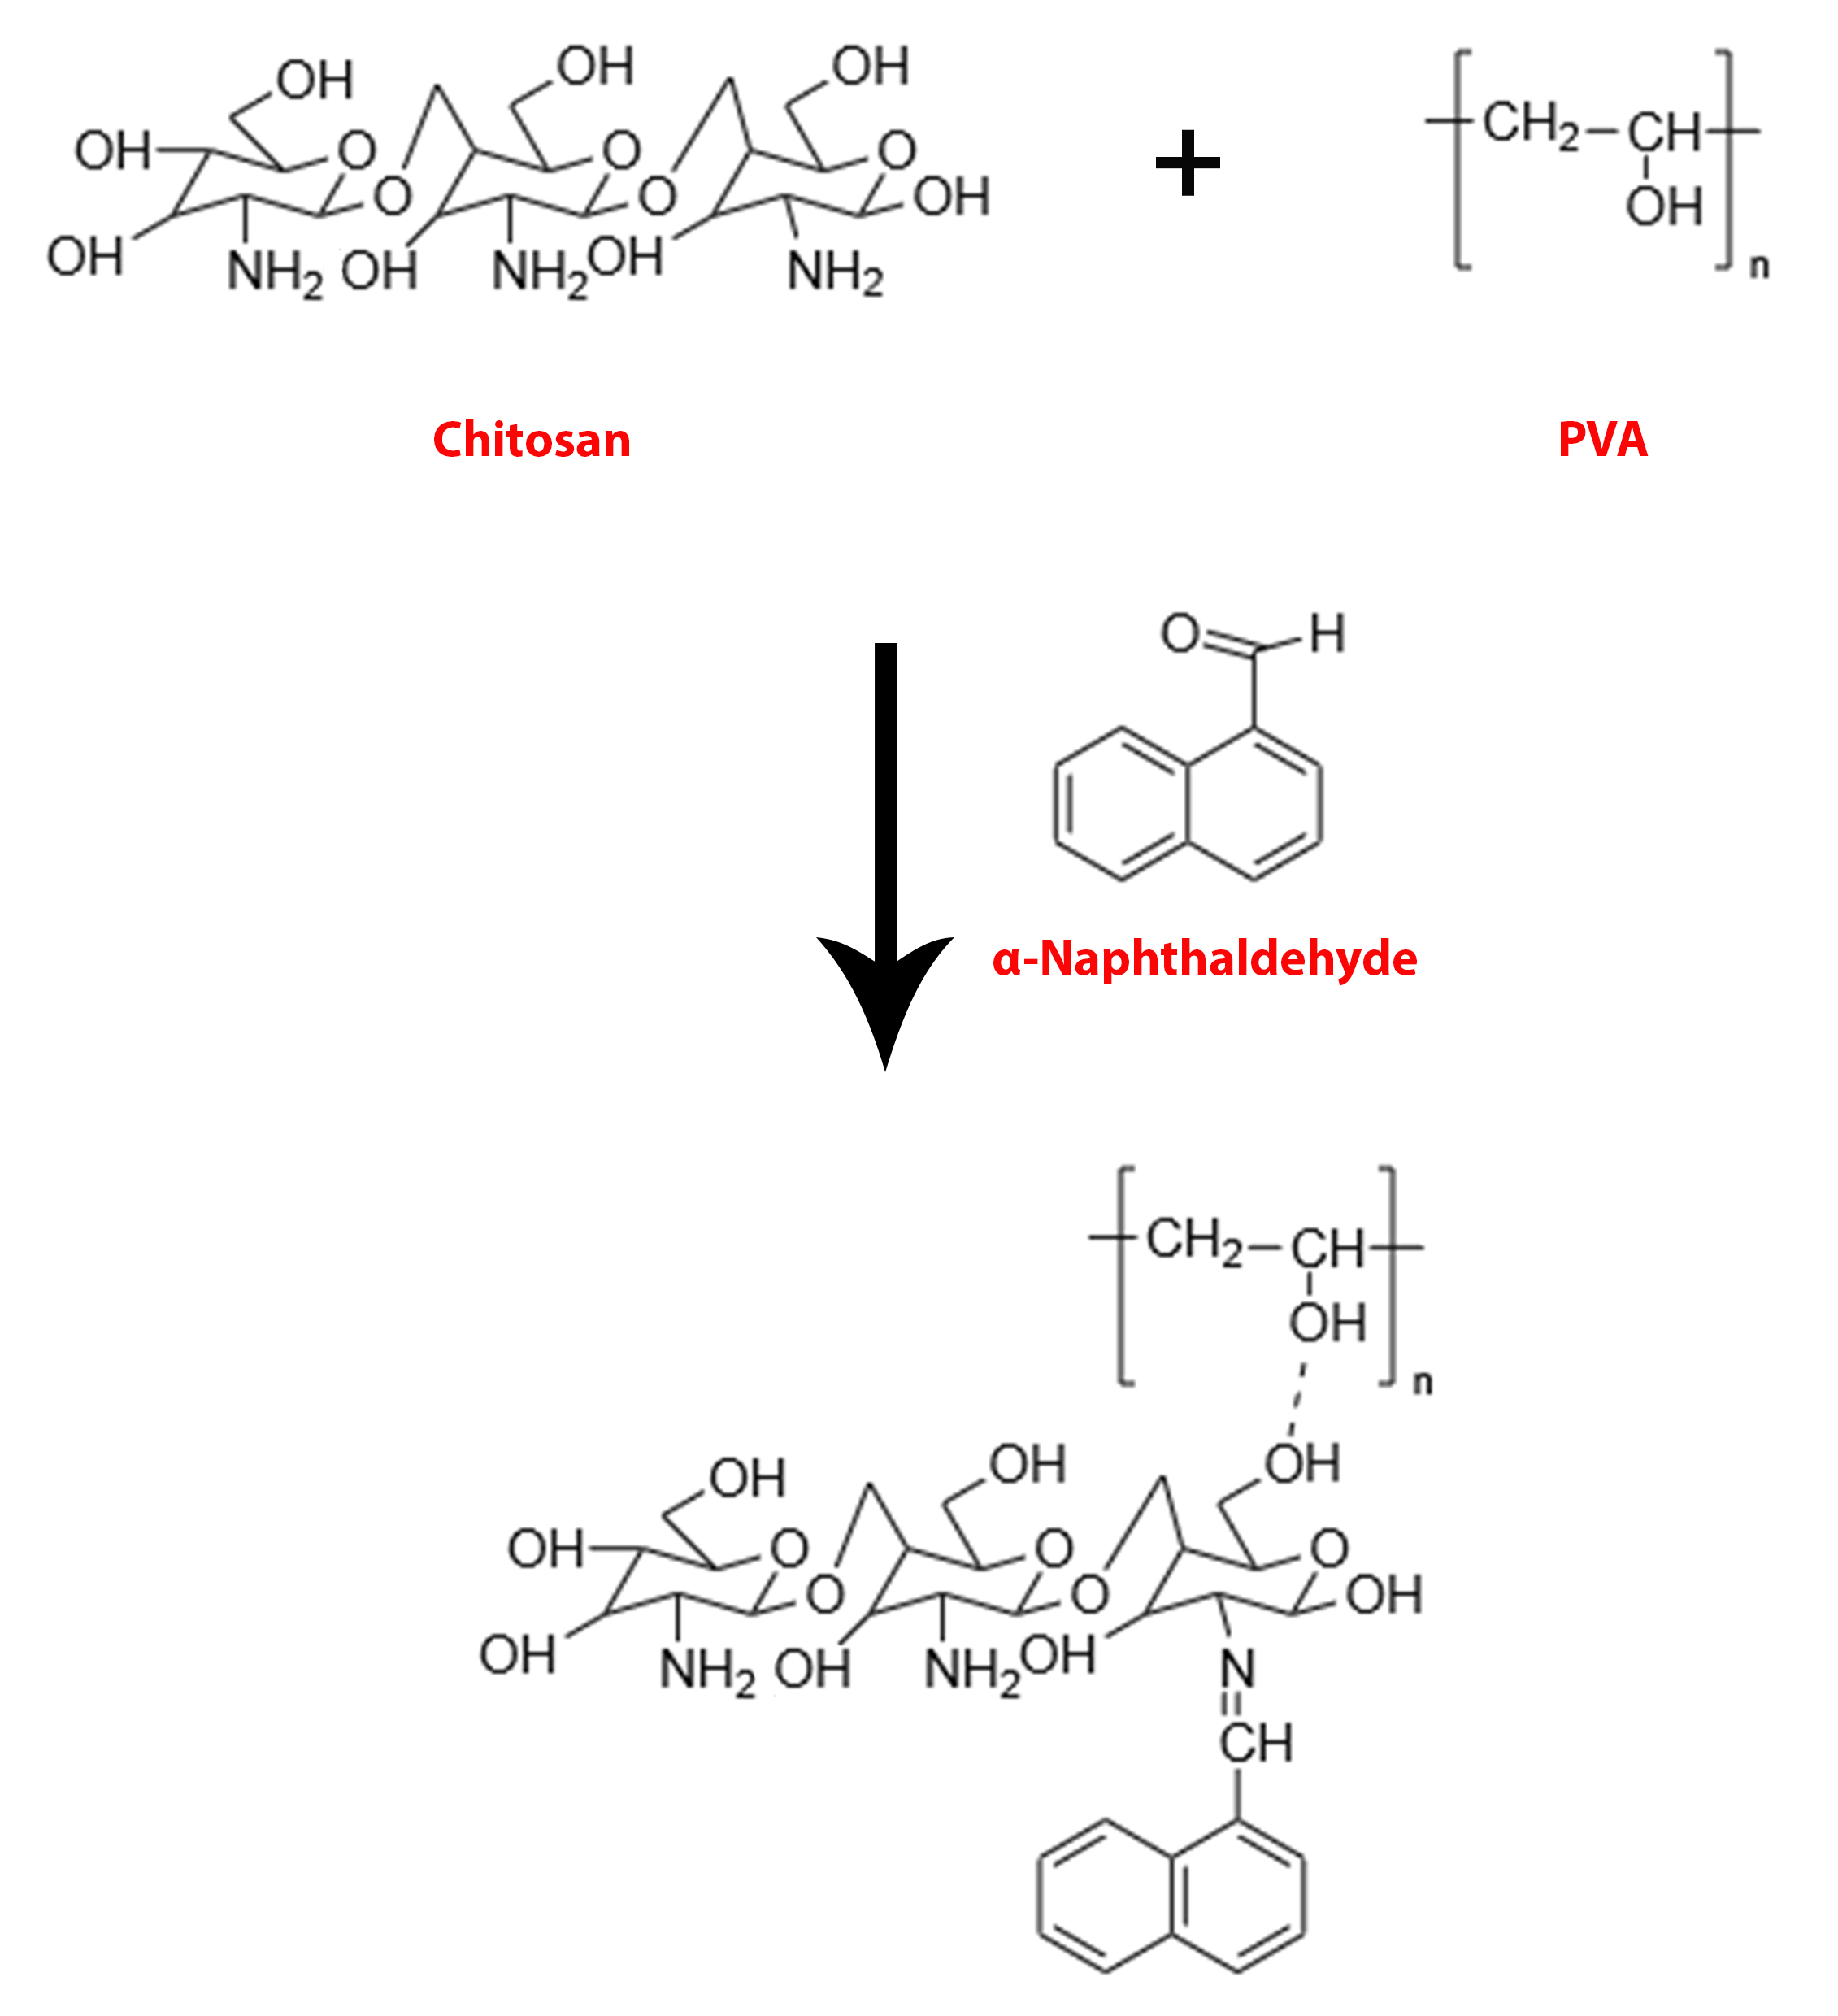 OH OH OH
OH O O O
O O OH
OH NH2 OH NH2 OH NH2
+
CH2 CH
OH
n
Chitosan PVA
O H
α-Naphthaldehyde
CH2 CH
OH
n
OH OH OH
OH O O O
O O OH
OH NH2 OH NH2 OH N
CH